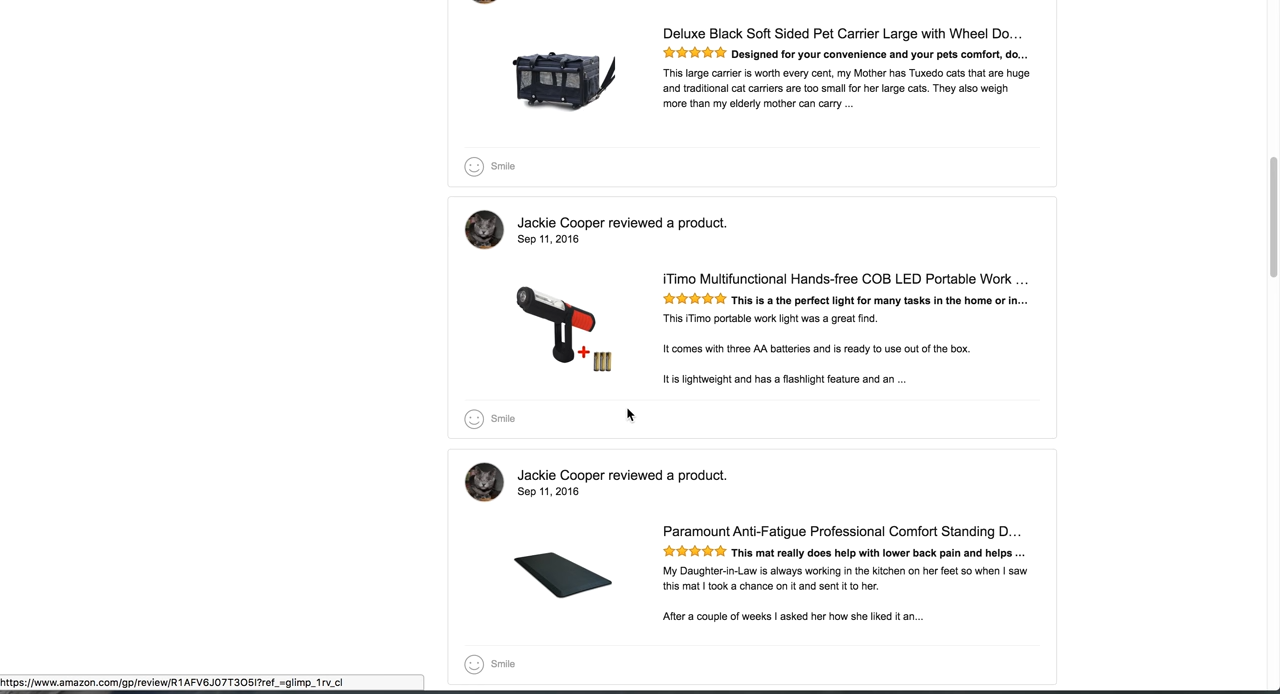 Deluxe Black Soft Sided Pet Carrier Large with Wheel Do…
Designed for your convenience and your pets comfort, do…
This large carrier is worth every cent, my Mother has Tuxedo cats that are huge
and traditional cat carriers are too small for her large cats. They also weigh
more than my elderly mother can carry ...
Smile
Jackie Cooper reviewed a product.
Sep 11, 2016
iTimo Multifunctional Hands-free COB LED Portable Work …
This is a the perfect light for many tasks in the home or in…
This iTimo portable work light was a great find.
It comes with three AA batteries and is ready to use out of the box.
It is lightweight and has a flashlight feature and an ...
Smile
Jackie Cooper reviewed a product.
Sep 11, 2016
Paramount Anti-Fatigue Professional Comfort Standing D…
This mat really does help with lower back pain and helps …
My Daughter-in-Law is always working in the kitchen on her feet so when I saw
this mat I took a chance on it and sent it to her.
After a couple of weeks I asked her how she liked it an...
Smile
https://www.amazon.com/gp/review/R1AFV6J07T3O5I?ref_=glimp_1rv_cl